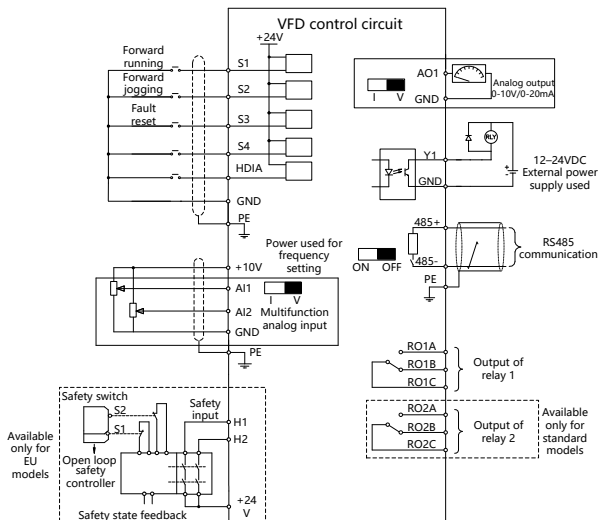 VFD control circuit
+24V
Forward
running
Forward
jogging
Fault
reset
S1
S2
S3
S4
HDIA
GND
PE
Power used for
frequency
setting
+10V
AI1
I V
AI2
Multifunction
analog input
GND
PE
Safety switch
S2
S1
Safety
input
H1
H2
Available
only for
EU
models
Open loop
safety
controller
+24
V
Safety state feedback
AO1
I V
GND
Analog output
0-10V/0-20mA
RLY
Y1
GND
12–24VDC
External power
supply used
+
-
485+
ON OFF
485-
PE
RS485
communication
RO1A
RO1B
RO1C
Output of
relay 1
RO2A
RO2B
RO2C
Output of
relay 2
Available
only for
standard
models